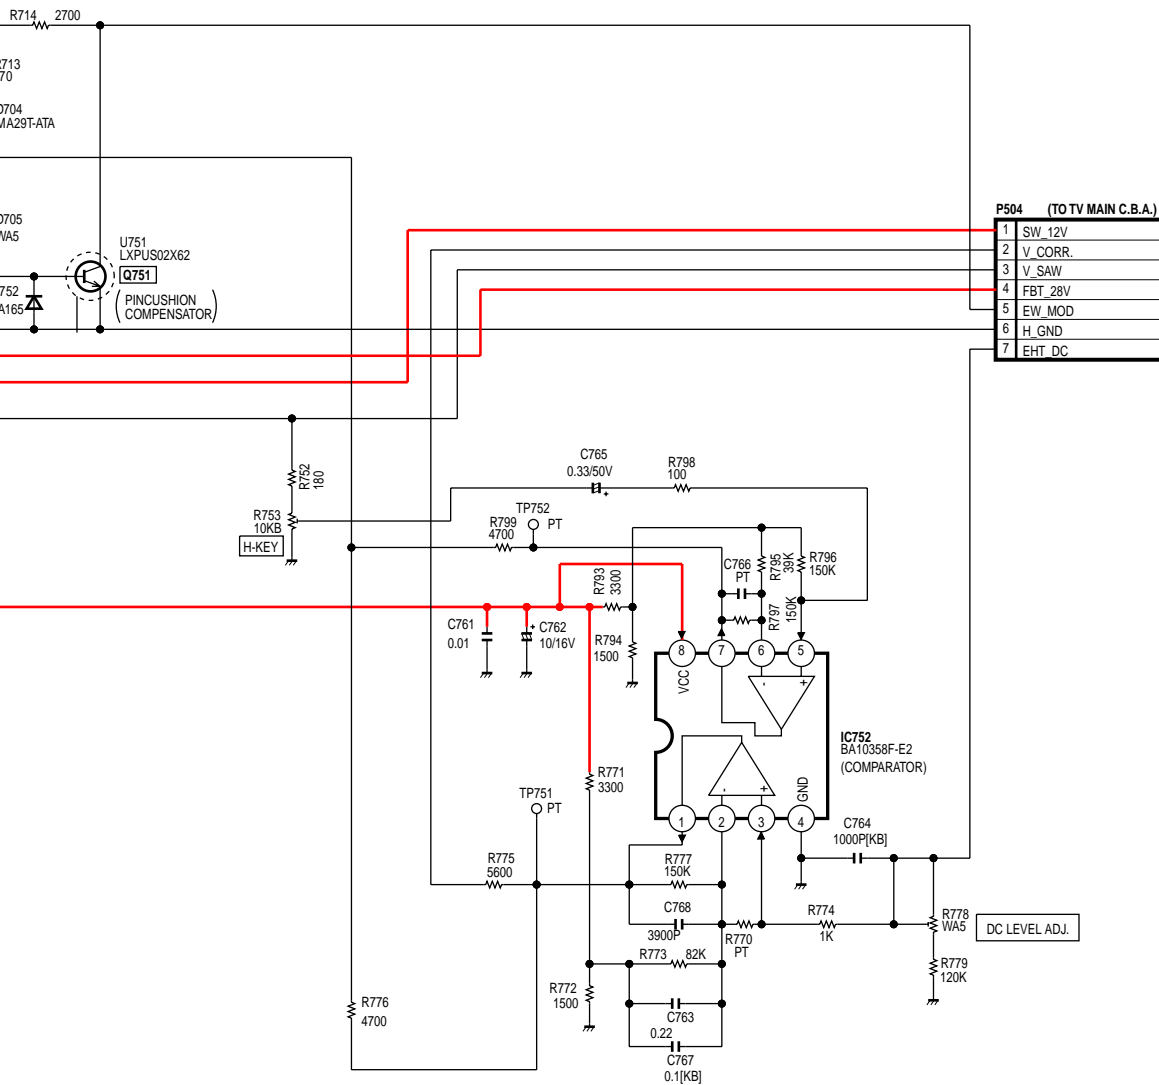 R714 2700
R713
70
D704
MA29T-ATA
D705
WA5
U751
LXPUS02X62
Q751
752
A165
PINCUSHION
COMPENSATOR
P504 (TO TV MAIN C.B.A.)
1 SW_12V
2 V_CORR.
3 V_SAW
4 FBT_28V
5 EW_MOD
6 H_GND
7 EHT_DC
R752
180
R753
10KB
H-KEY
C765
0.33/50V
+
R798
100
TP752
PT
R799
4700
C766
PT
R795
39K
R796
150K
R793
3300
R797
150K
C761
0.01
+
C762
10/16V
R794
1500
8
7
6
5
VCC
-
+
IC752
BA10358F-E2
(COMPARATOR)
R771
3300
TP751
PT
-
+
GND
1
2
3
4
C764
1000P[KB]
R775
5600
R777
150K
C768
3900P
R770
PT
R774
1K
R778
WA5
DC LEVEL ADJ.
R773 82K
R779
120K
R772
1500
R776
4700
C763
0.22
C767
0.1[KB]